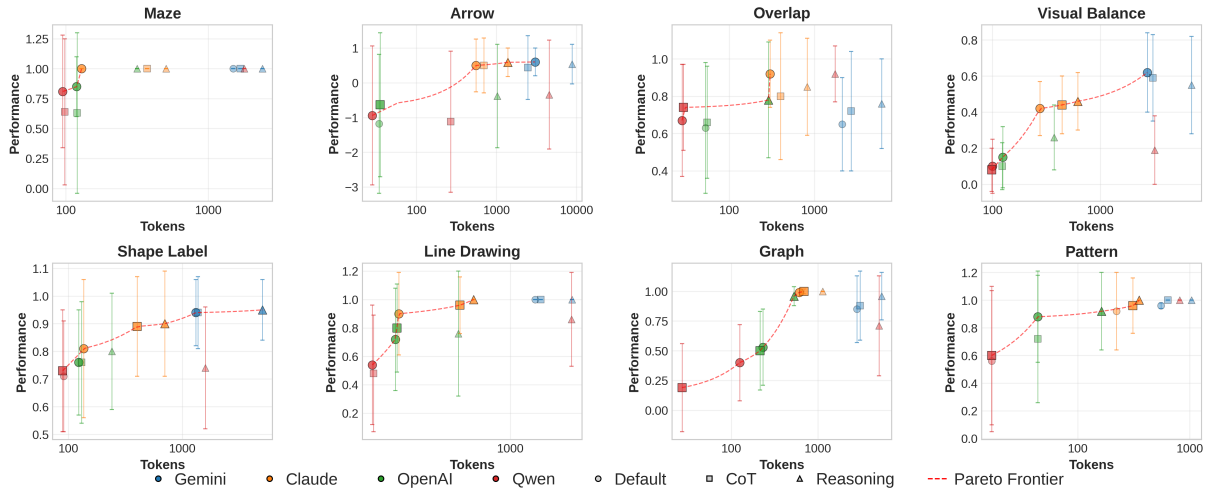 Maze
Performance
1.25
1.00
0.75
0.50
0.25
0.00
100
1000
Tokens
Arrow
Performance
1
0
−1
−2
−3
100
1000
10000
Tokens
Overlap
Performance
1.0
0.8
0.6
0.4
100
1000
Tokens
Visual Balance
Performance
0.8
0.6
0.4
0.2
0.0
100
1000
Tokens
Shape Label
Performance
1.1
1.0
0.9
0.8
0.7
0.6
0.5
100
1000
Tokens
Line Drawing
Performance
1.2
1.0
0.8
0.6
0.4
0.2
1000
Tokens
Graph
Performance
1.00
0.75
0.50
0.25
0.00
100
1000
Tokens
Pattern
Performance
1.2
1.0
0.8
0.6
0.4
0.2
0.0
100
1000
Tokens
Gemini Claude OpenAI Qwen Default CoT Reasoning Pareto Frontier